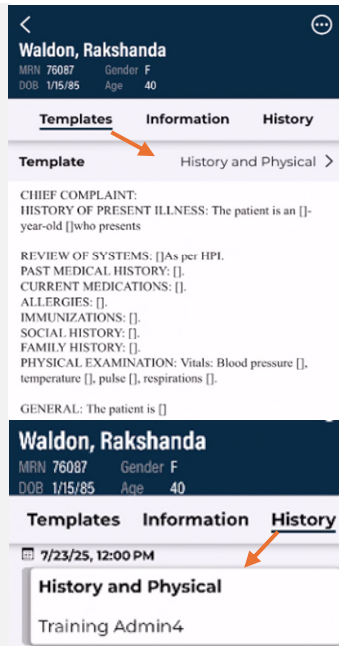 Waldon, Rakshanda
MRN 76087 Gender F
DOB 1/15/85 Age 40
Templates Information History
Template History and Physical >
CHIEF COMPLAINT:
HISTORY OF PRESENT ILLNESS: The patient is an []-
year-old []who presents
REVIEW OF SYSTEMS: []As per HPI.
PAST MEDICAL HISTORY: [].
CURRENT MEDICATIONS: [].
ALLERGIES: [].
IMMUNIZATIONS: [].
SOCIAL HISTORY: [].
FAMILY HISTORY: [].
PHYSICAL EXAMINATION: Vitals: Blood pressure [],
temperature [], pulse [], respirations [].
GENERAL: The patient is []
Waldon, Rakshanda
MRN 76087 Gender F
DOB 1/15/85 Age 40
Templates Information History
7/23/25, 12:00 PM
History and Physical
Training Admin4